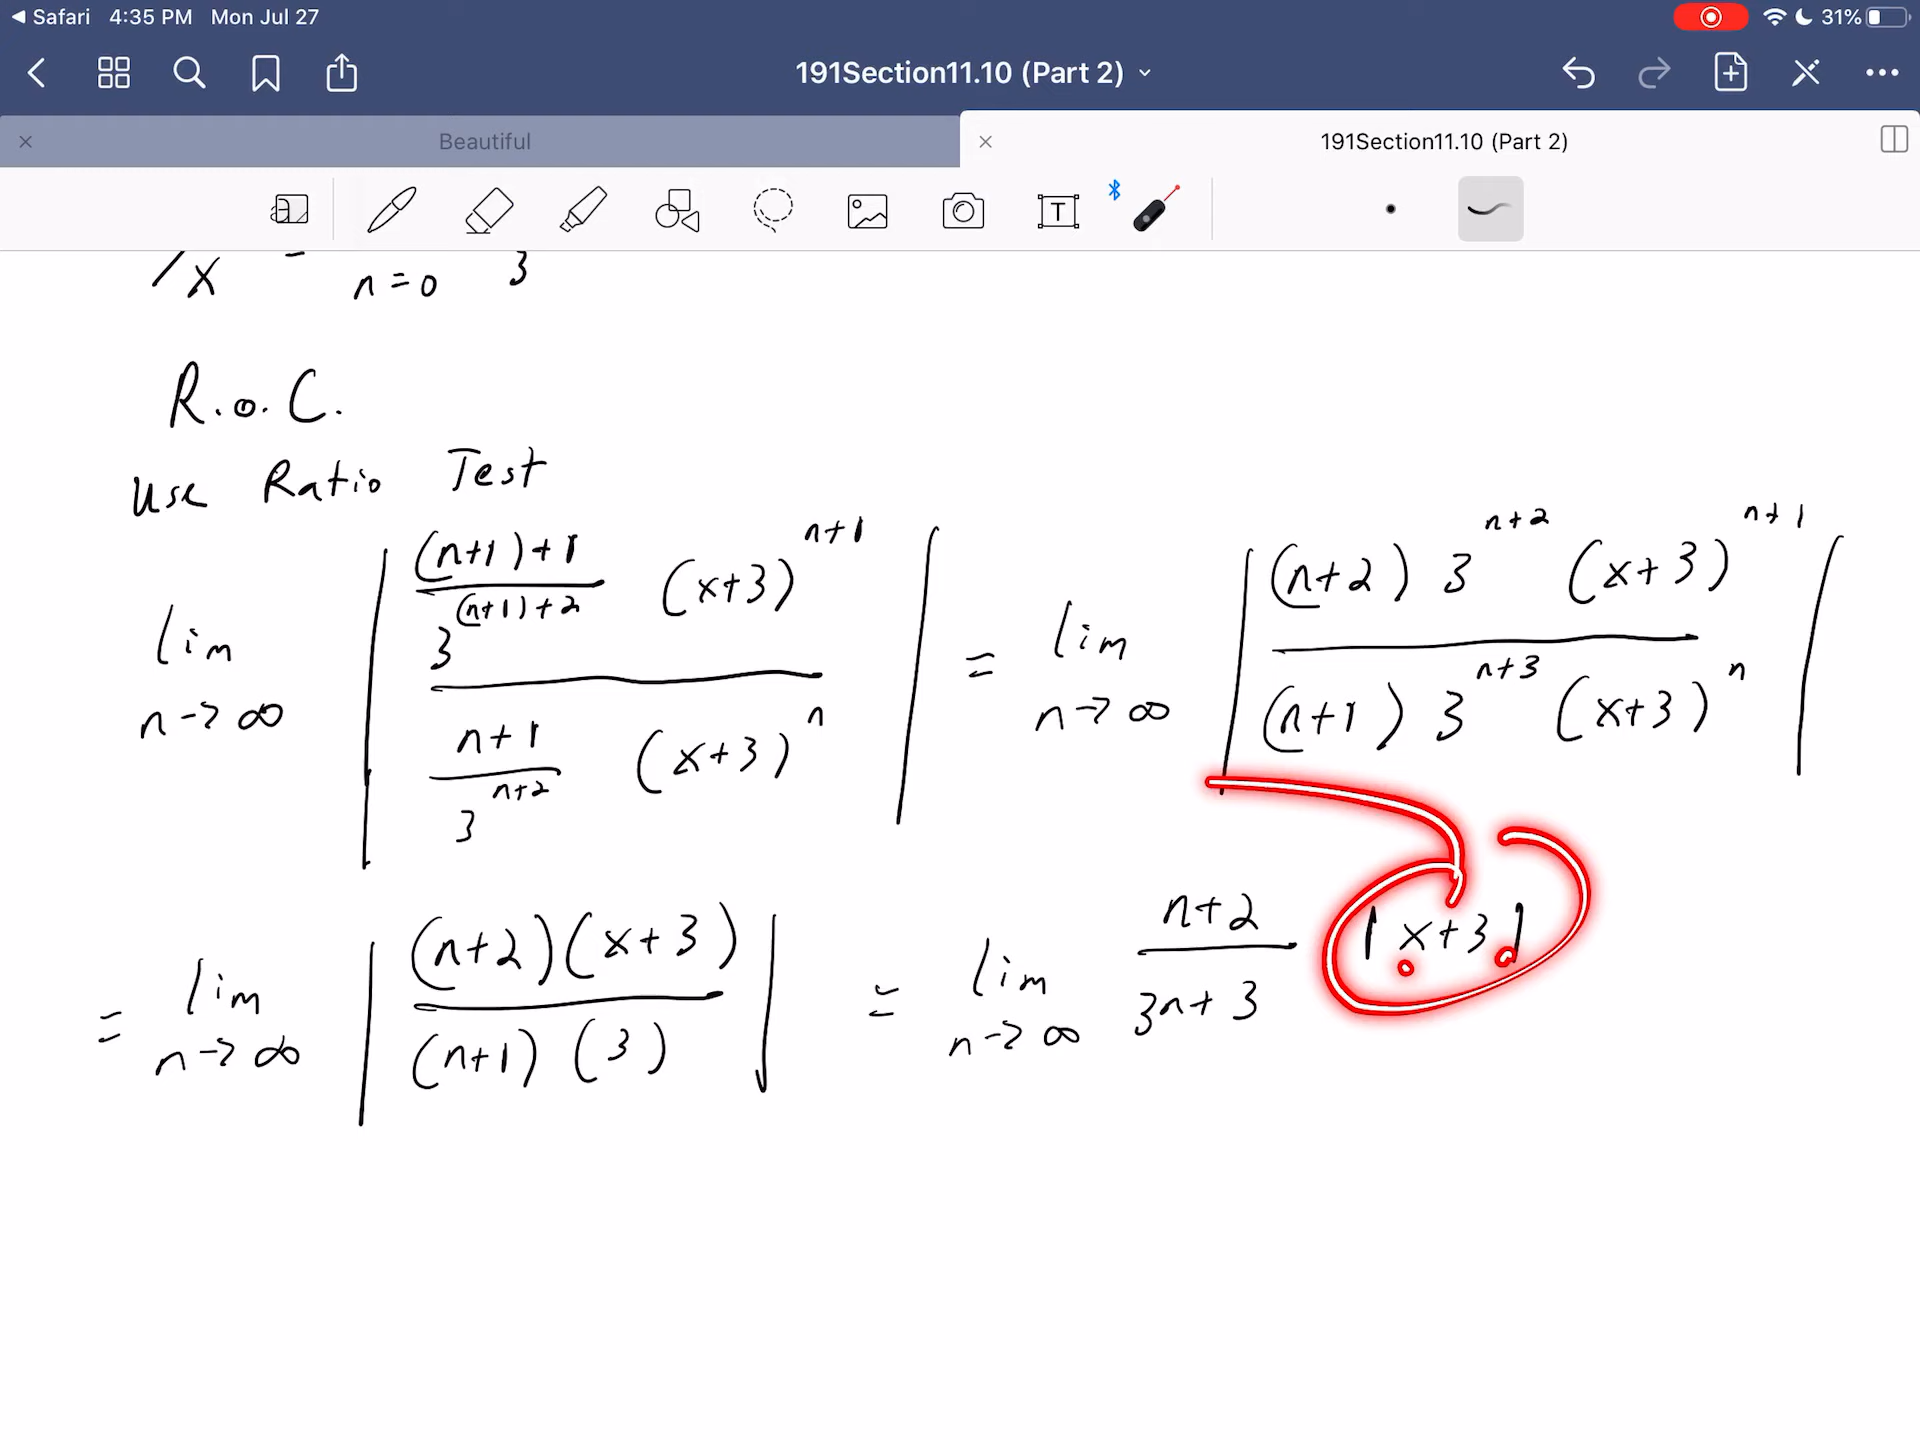 Safari 4:35 PM Mon Jul 27 31%
191Section11.10 (Part 2)
Beautiful 191Section11.10 (Part 2)
a T
/x n=0 3
R.o.C.
Use Ratio Test
lim n→∞ | ((n+1)+1)/3^((n+1)+2) (x+3)^(n+1) / (n+1)/3^(n+2) (x+3)^n | = lim n→∞ | (n+2) 3^(n+2) (x+3)^(n+1) / (n+1) 3^(n+3) (x+3)^n |
= lim n→∞ | (n+2)(x+3) / (n+1)(3) | = lim n→∞ (n+2)/(3n+3) |x+3|